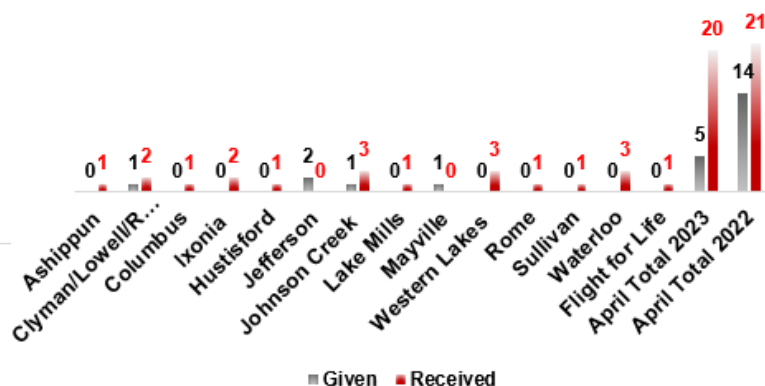 0 1
1 2
0 1
0 2
0 1
2 0
1 3
0 1
1 0
0 3
0 1
0 1
0 3
0 1
5 20
14 21
Ashippun
Clyman/Lowell/R…
Columbus
Ixonia
Hustisford
Jefferson
Johnson Creek
Lake Mills
Mayville
Western Lakes
Rome
Sullivan
Waterloo
Flight for Life
April Total 2023
April Total 2022
Given Received